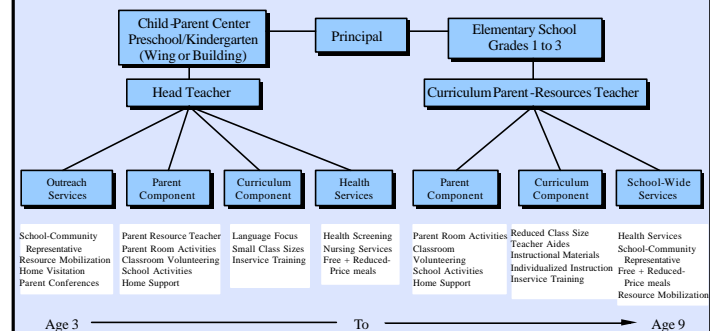 Child-Parent Center
Preschool/Kindergarten
(Wing or Building)
Principal
Elementary School
Grades 1 to 3
Head Teacher
Curriculum Parent-Resources Teacher
Outreach
Services
Parent
Component
Curriculum
Component
Health
Services
Parent
Component
Curriculum
Component
School-Wide
Services
School-Community
Representative
Resource Mobilization
Home Visitation
Parent Conferences
Parent Resource Teacher
Parent Room Activities
Classroom Volunteering
School Activities
Home Support
Language Focus
Small Class Sizes
Inservice Training
Health Screening
Nursing Services
Free + Reduced-
Price meals
Parent Room Activities
Classroom
Volunteering
School Activities
Home Support
Reduced Class Size
Teacher Aides
Instructional Materials
Individualized Instruction
Inservice Training
Health Services
School-Community
Representative
Free + Reduced-
Price meals
Resource Mobilization
Age 3
To
Age 9